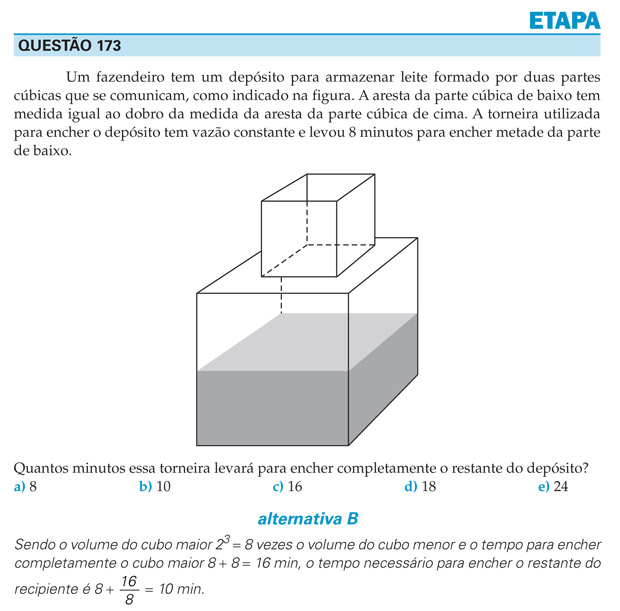 ETAPA
QUESTÃO 173
Um fazendeiro tem um depósito para armazenar leite formado por duas partes
cúbicas que se comunicam, como indicado na figura. A aresta da parte cúbica de baixo tem
medida igual ao dobro da medida da aresta da parte cúbica de cima. A torneira utilizada
para encher o depósito tem vazão constante e levou 8 minutos para encher metade da parte
de baixo.
Quantos minutos essa torneira levará para encher completamente o restante do depósito?
a) 8 b) 10 c) 16 d) 18 e) 24
alternativa B
Sendo o volume do cubo maior 2³ = 8 vezes o volume do cubo menor e o tempo para encher
completamente o cubo maior 8 + 8 = 16 min, o tempo necessário para encher o restante do
recipiente é 8 + 16/8 = 10 min.